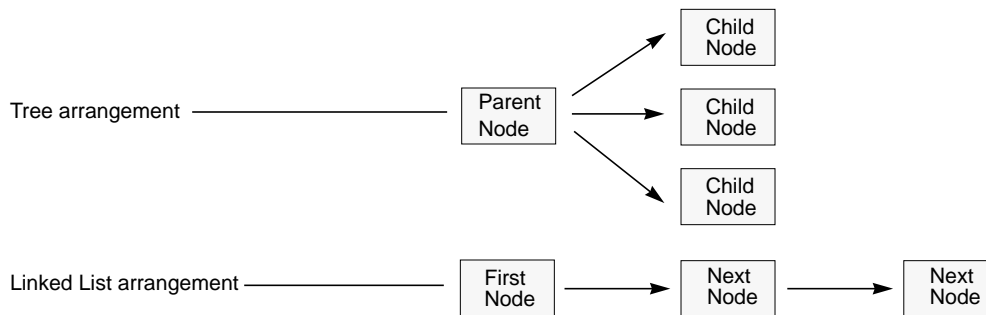 Child
Node
Tree arrangement
Parent
Node
Child
Node
Child
Node
Linked List arrangement
First
Node
Next
Node
Next
Node